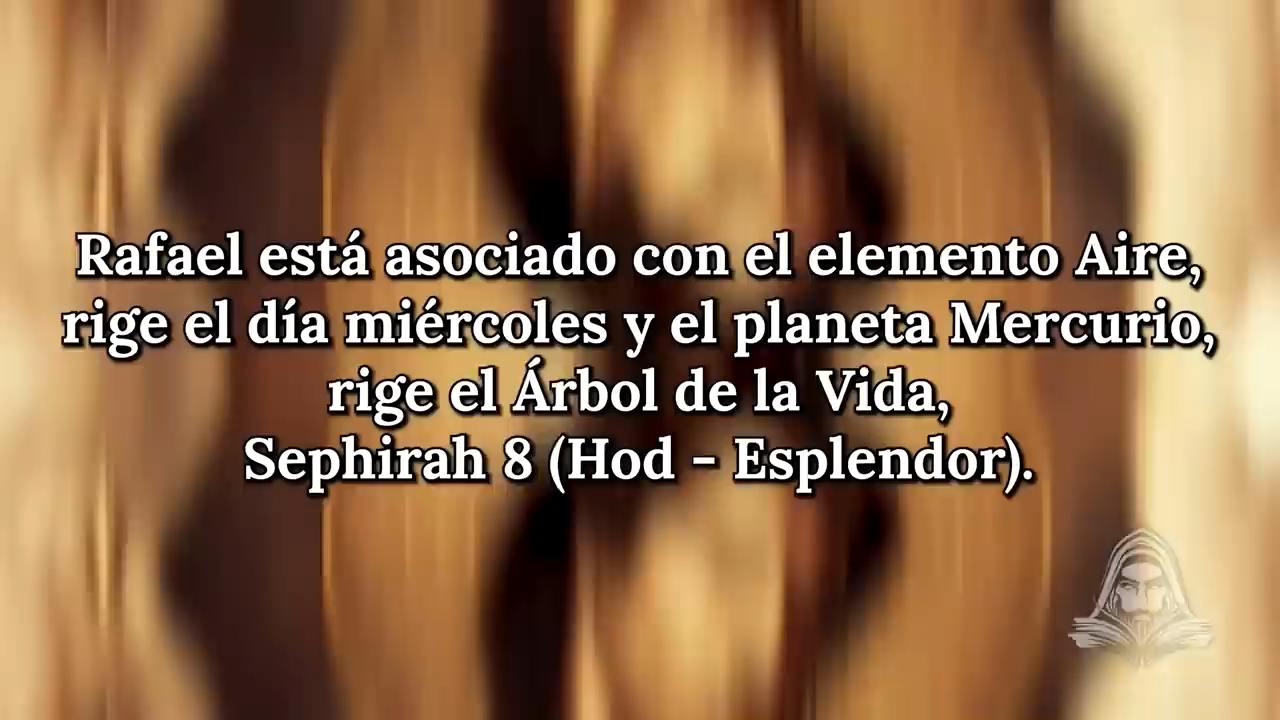 Rafael está asociado con el elemento Aire,
rige el día miércoles y el planeta Mercurio,
rige el Árbol de la Vida,
Sephirah 8 (Hod - Esplendor).